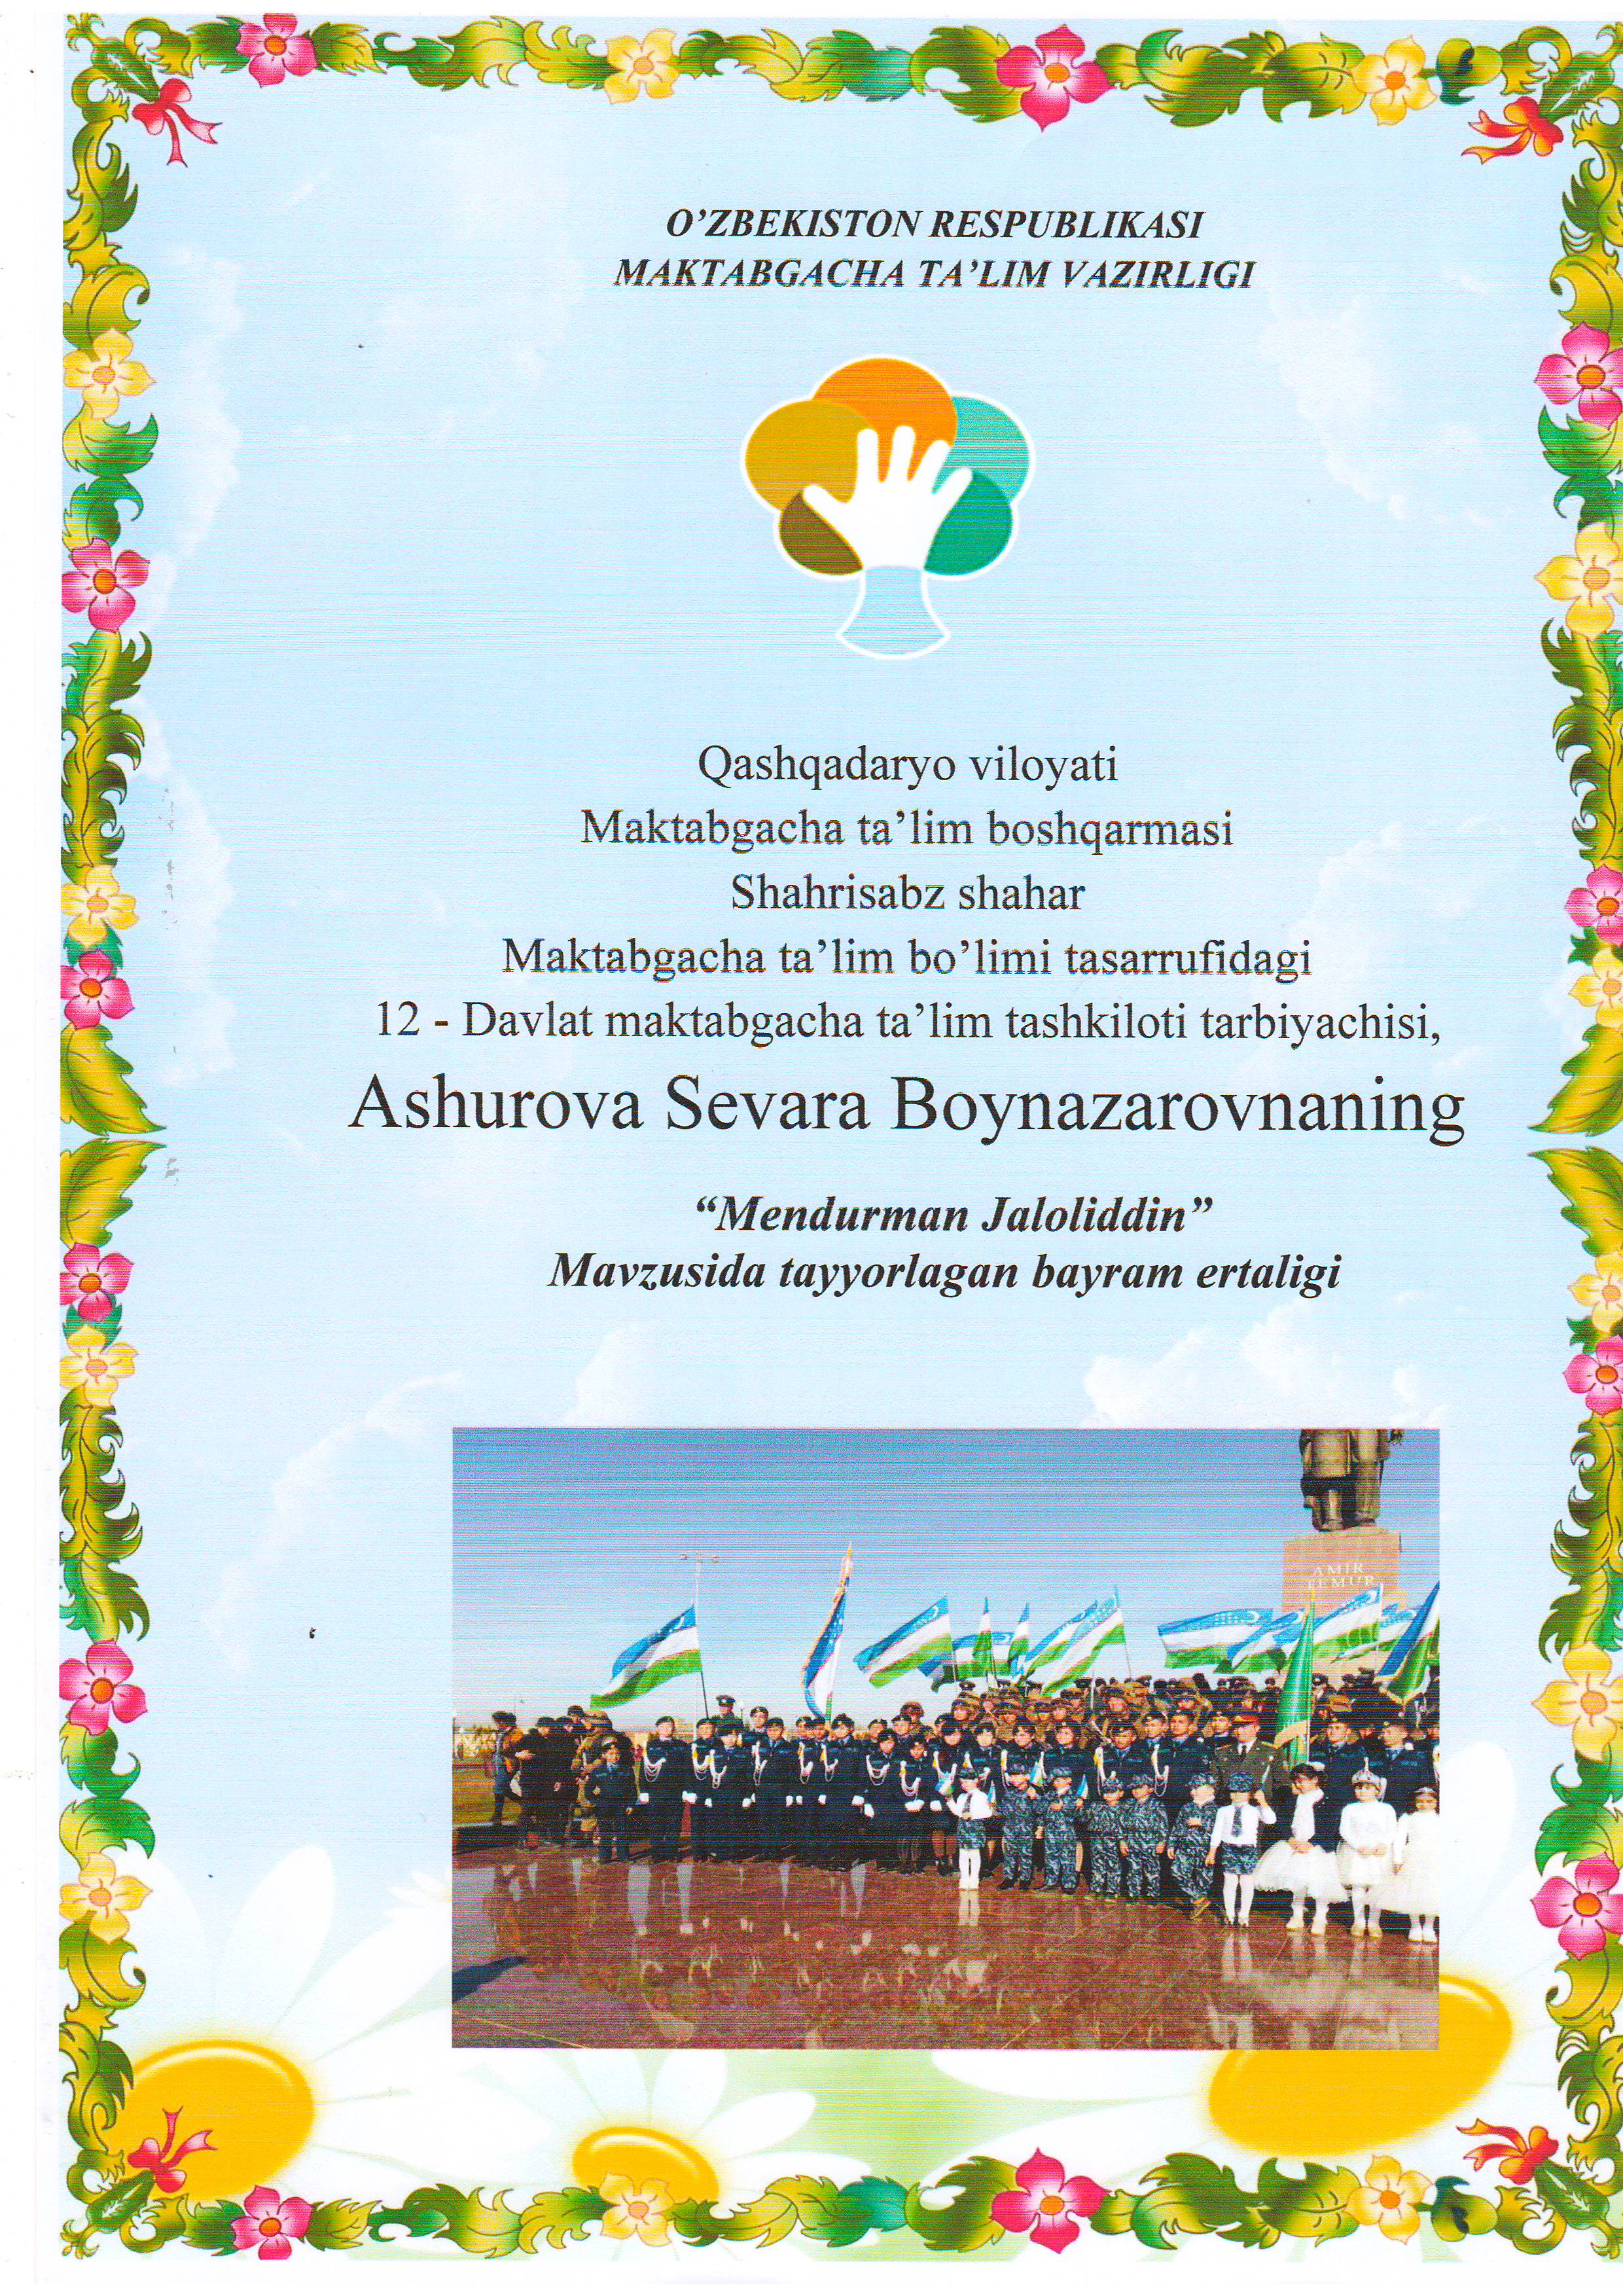 O’ZBEKISTON RESPUBLIKASI
MAKTABGACHA TA’LIM VAZIRLIGI
Qashqadaryo viloyati
Maktabgacha ta’lim boshqarmasi
Shahrisabz shahar
Maktabgacha ta’lim bo’limi tasarrufidagi
12 - Davlat maktabgacha ta’lim tashkiloti tarbiyachisi,
Ashurova Sevara Boynazarovnaning
“Mendurman Jaloliddin”
Mavzusida tayyorlagan bayram ertaligi
AMIR
TEMUR